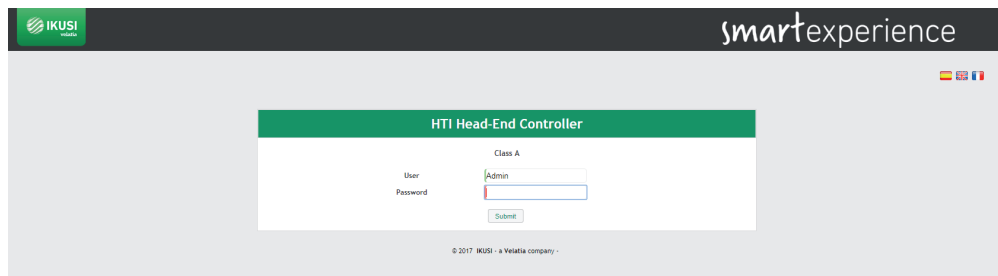 IKUSI
velatia
smartexperience
HTI Head-End Controller
Class A
User Admin
Password
Submit
© 2017 IKUSI - a Velatia company -